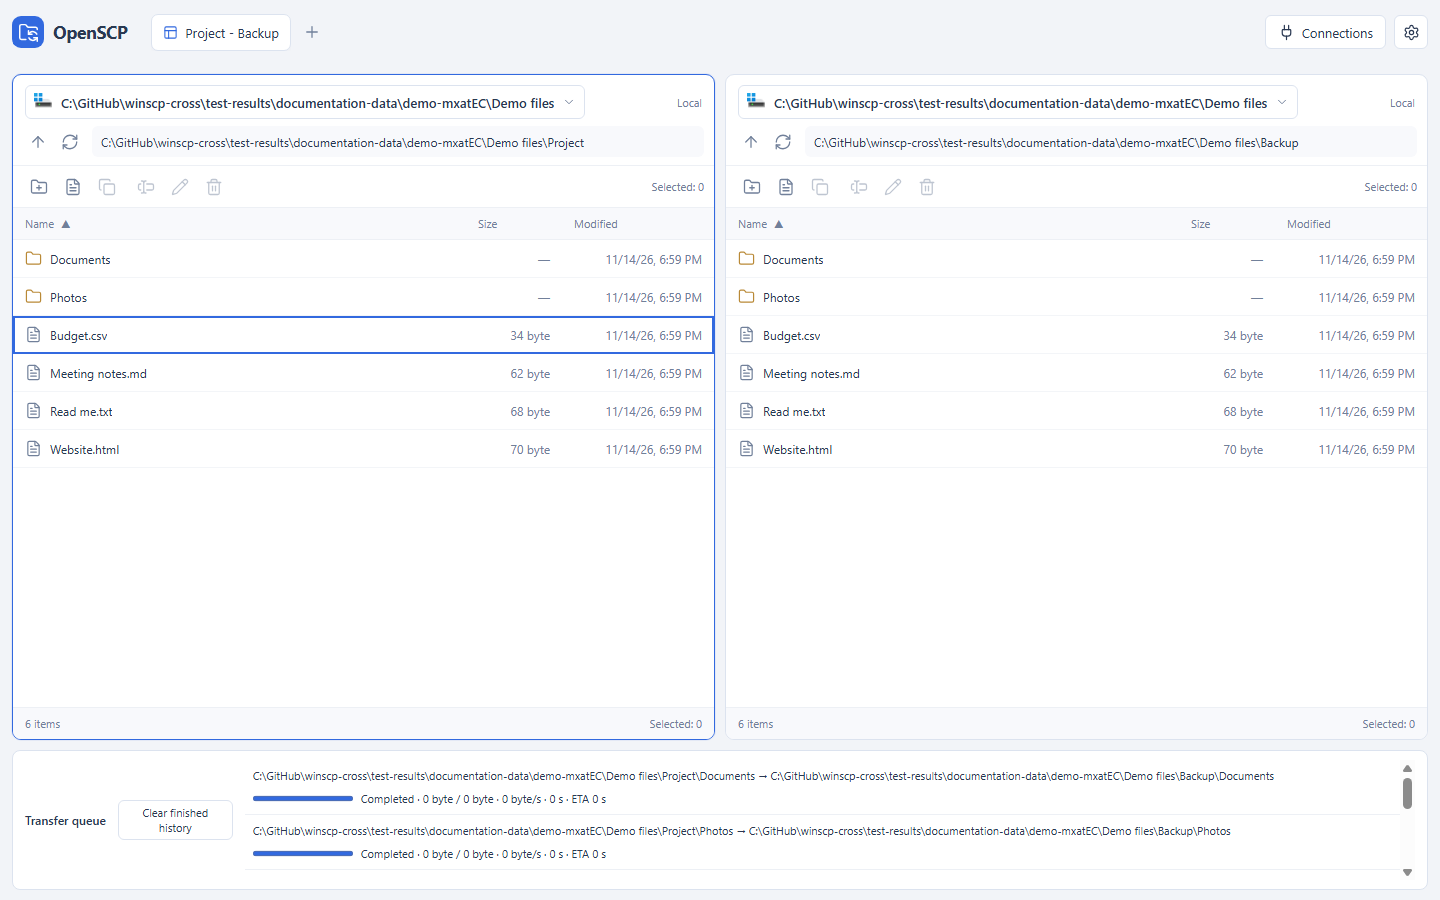 OpenSCP
Project - Backup
Connections
C:\GitHub\winscp-cross\test-results\documentation-data\demo-mxatEC\Demo files
Local
C:\GitHub\winscp-cross\test-results\documentation-data\demo-mxatEC\Demo files\Project
Selected: 0
Name ▲ Size Modified
Documents — 11/14/26, 6:59 PM
Photos — 11/14/26, 6:59 PM
Budget.csv 34 byte 11/14/26, 6:59 PM
Meeting notes.md 62 byte 11/14/26, 6:59 PM
Read me.txt 68 byte 11/14/26, 6:59 PM
Website.html 70 byte 11/14/26, 6:59 PM
6 items Selected: 0
C:\GitHub\winscp-cross\test-results\documentation-data\demo-mxatEC\Demo files
Local
C:\GitHub\winscp-cross\test-results\documentation-data\demo-mxatEC\Demo files\Backup
Selected: 0
Name ▲ Size Modified
Documents — 11/14/26, 6:59 PM
Photos — 11/14/26, 6:59 PM
Budget.csv 34 byte 11/14/26, 6:59 PM
Meeting notes.md 62 byte 11/14/26, 6:59 PM
Read me.txt 68 byte 11/14/26, 6:59 PM
Website.html 70 byte 11/14/26, 6:59 PM
6 items Selected: 0
Transfer queue
Clear finished
history
C:\GitHub\winscp-cross\test-results\documentation-data\demo-mxatEC\Demo files\Project\Documents → C:\GitHub\winscp-cross\test-results\documentation-data\demo-mxatEC\Demo files\Backup\Documents
Completed · 0 byte / 0 byte · 0 byte/s · 0 s · ETA 0 s
C:\GitHub\winscp-cross\test-results\documentation-data\demo-mxatEC\Demo files\Project\Photos → C:\GitHub\winscp-cross\test-results\documentation-data\demo-mxatEC\Demo files\Backup\Photos
Completed · 0 byte / 0 byte · 0 byte/s · 0 s · ETA 0 s